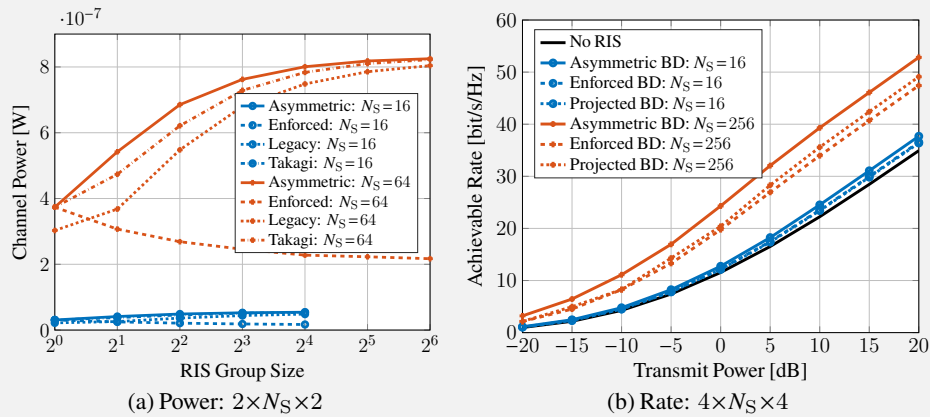 ·10⁻⁷
8
6
4
2
0
2⁰ 2¹ 2² 2³ 2⁴ 2⁵ 2⁶
Channel Power [W]
RIS Group Size
Asymmetric: N_S=16
Enforced: N_S=16
Legacy: N_S=16
Takagi: N_S=16
Asymmetric: N_S=64
Enforced: N_S=64
Legacy: N_S=64
Takagi: N_S=64
(a) Power: 2×N_S×2
60
50
40
30
20
10
0
−20 −15 −10 −5 0 5 10 15 20
Achievable Rate [bit/s/Hz]
Transmit Power [dB]
No RIS
Asymmetric BD: N_S=16
Enforced BD: N_S=16
Projected BD: N_S=16
Asymmetric BD: N_S=256
Enforced BD: N_S=256
Projected BD: N_S=256
(b) Rate: 4×N_S×4